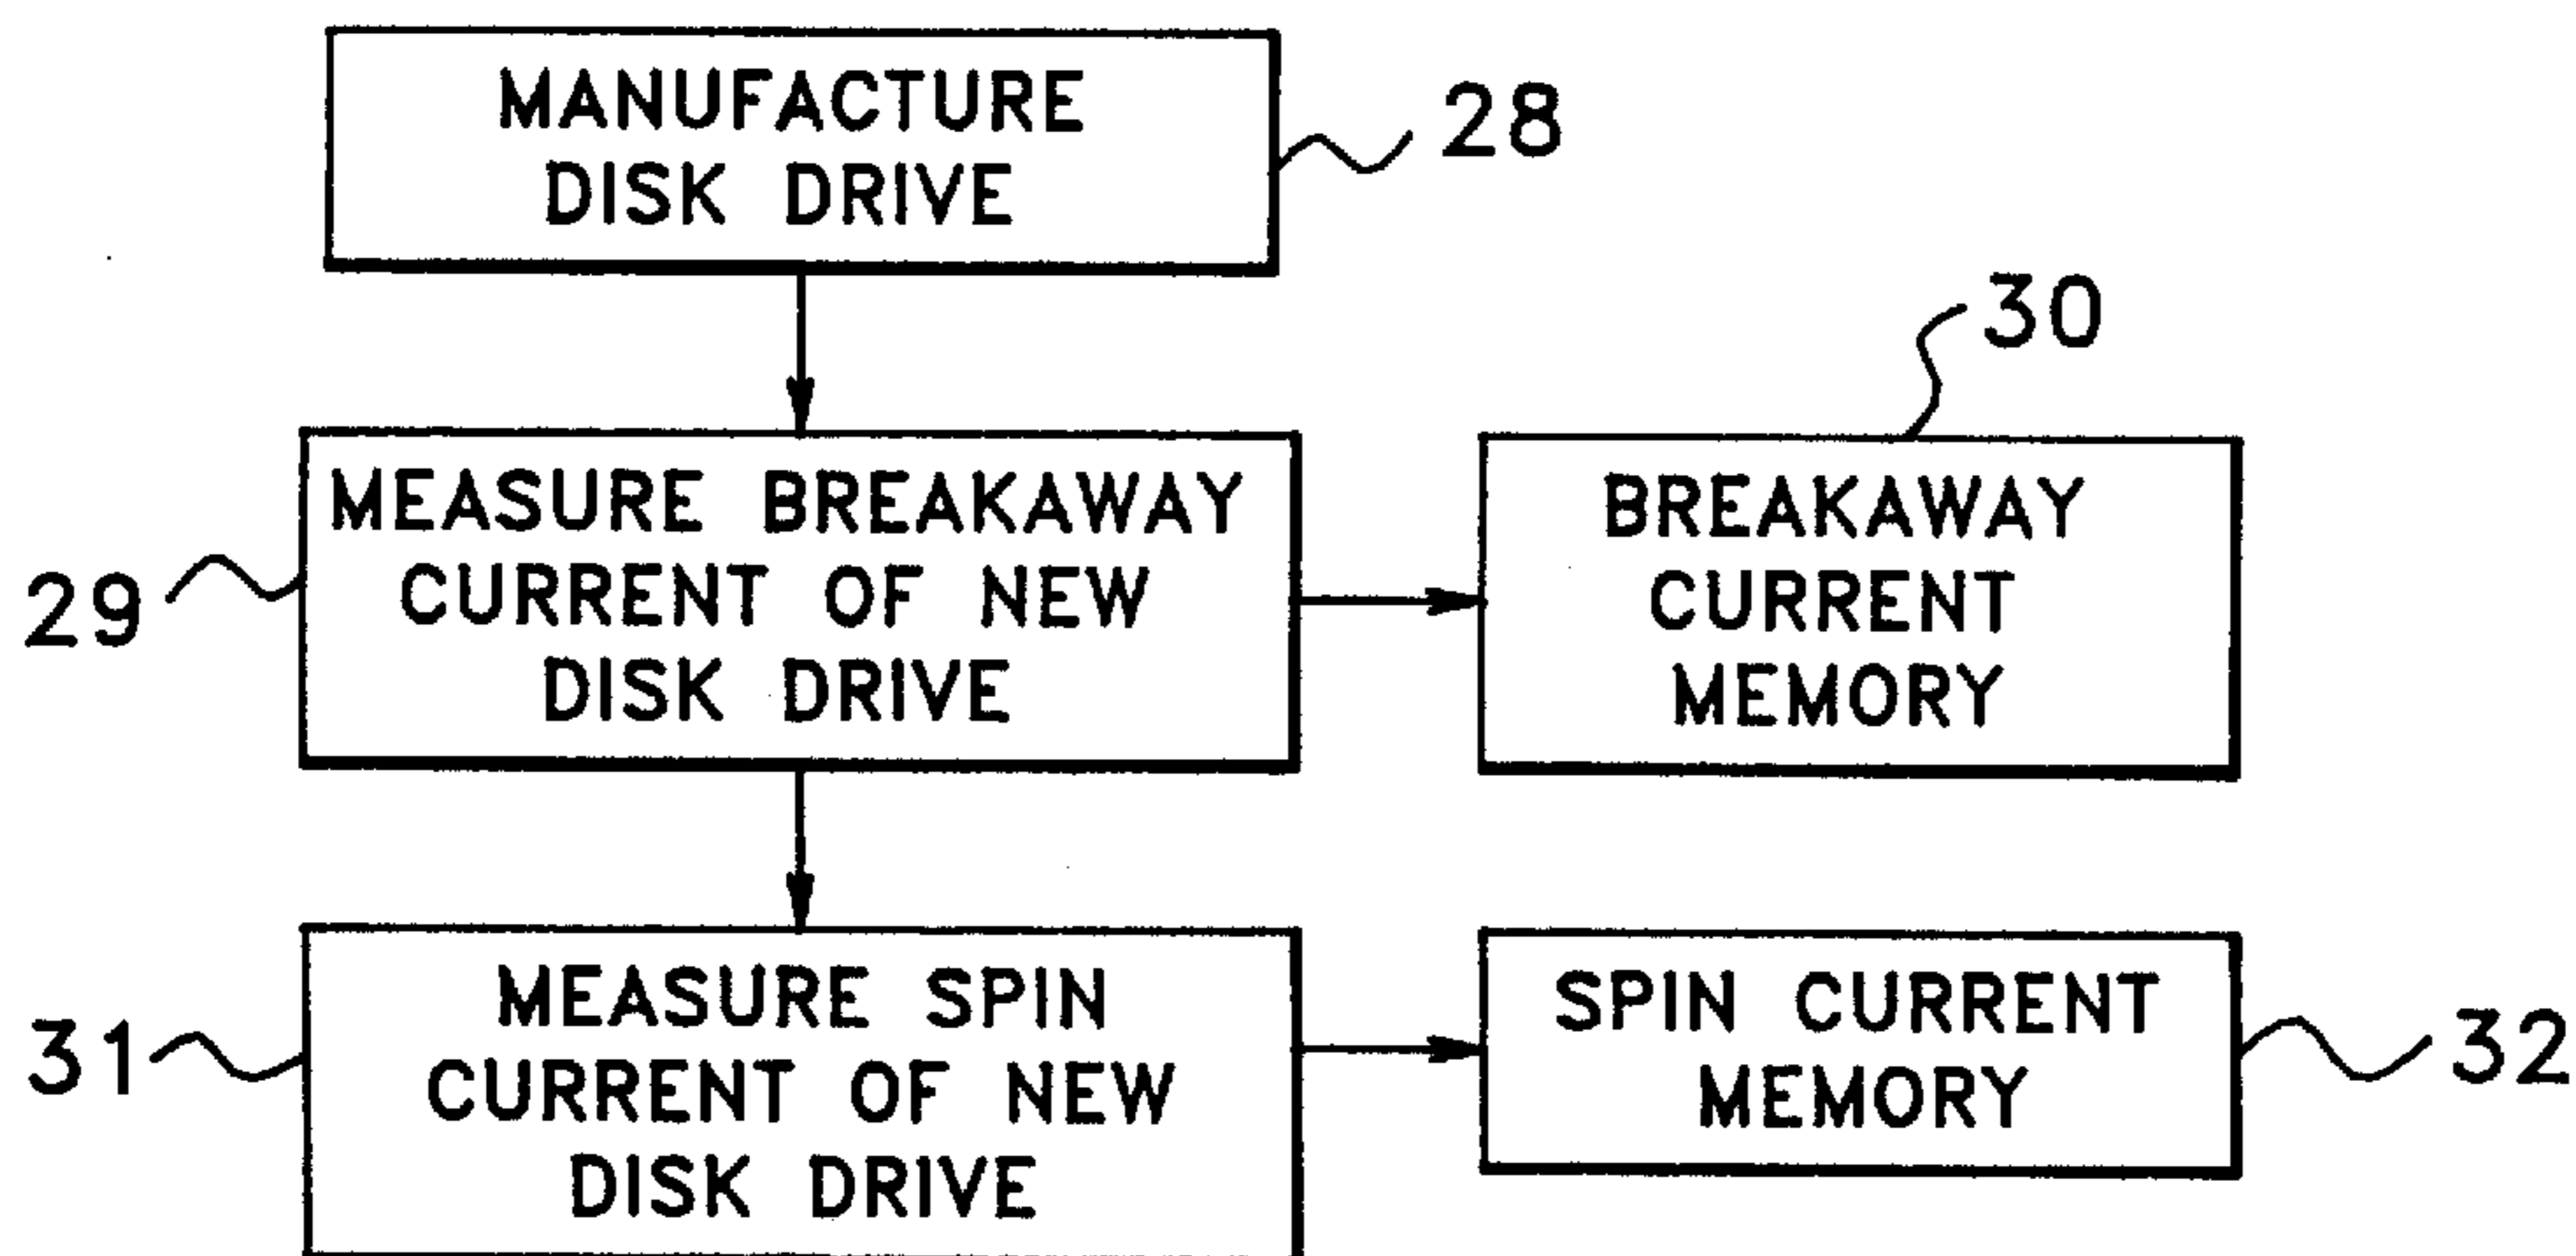 MANUFACTURE
DISK DRIVE
28
30
MEASURE BREAKAWAY
CURRENT OF NEW
DISK DRIVE
29
BREAKAWAY
CURRENT
MEMORY
MEASURE SPIN
CURRENT OF NEW
DISK DRIVE
31
SPIN CURRENT
MEMORY
32